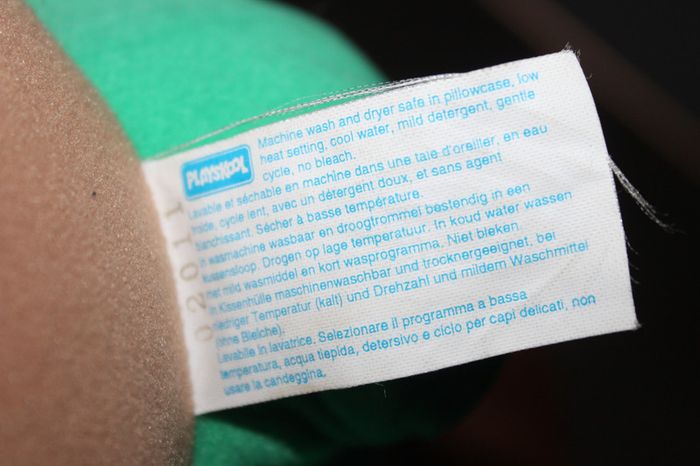 PLAYSKOOL
Machine wash and dryer safe in pillowcase, low
heat setting, cool water, mild detergent, gentle
cycle, no bleach.
Lavable et séchable en machine dans une taie d'oreiller, en eau
froide, cycle lent, avec un détergent doux, et sans agent
blanchissant. Sécher à basse température.
In wasmachine wasbaar en droogtrommel bestendig in een
kussensloop. Drogen op lage temperatuur. In koud water wassen
met mild wasmiddel en kort wasprogramma. Niet bleken
In Kissenhülle maschinenwaschbar und trocknergeeignet, bei
niedriger Temperatur (kalt) und Drehzahl und mildem Waschmittel
(ohne Bleiche).
Lavabile in lavatrice. Selezionare il programma a bassa
temperatura, acqua tiepida, detersivo e ciclo per capi delicati, non
usare la candeggina,
02011